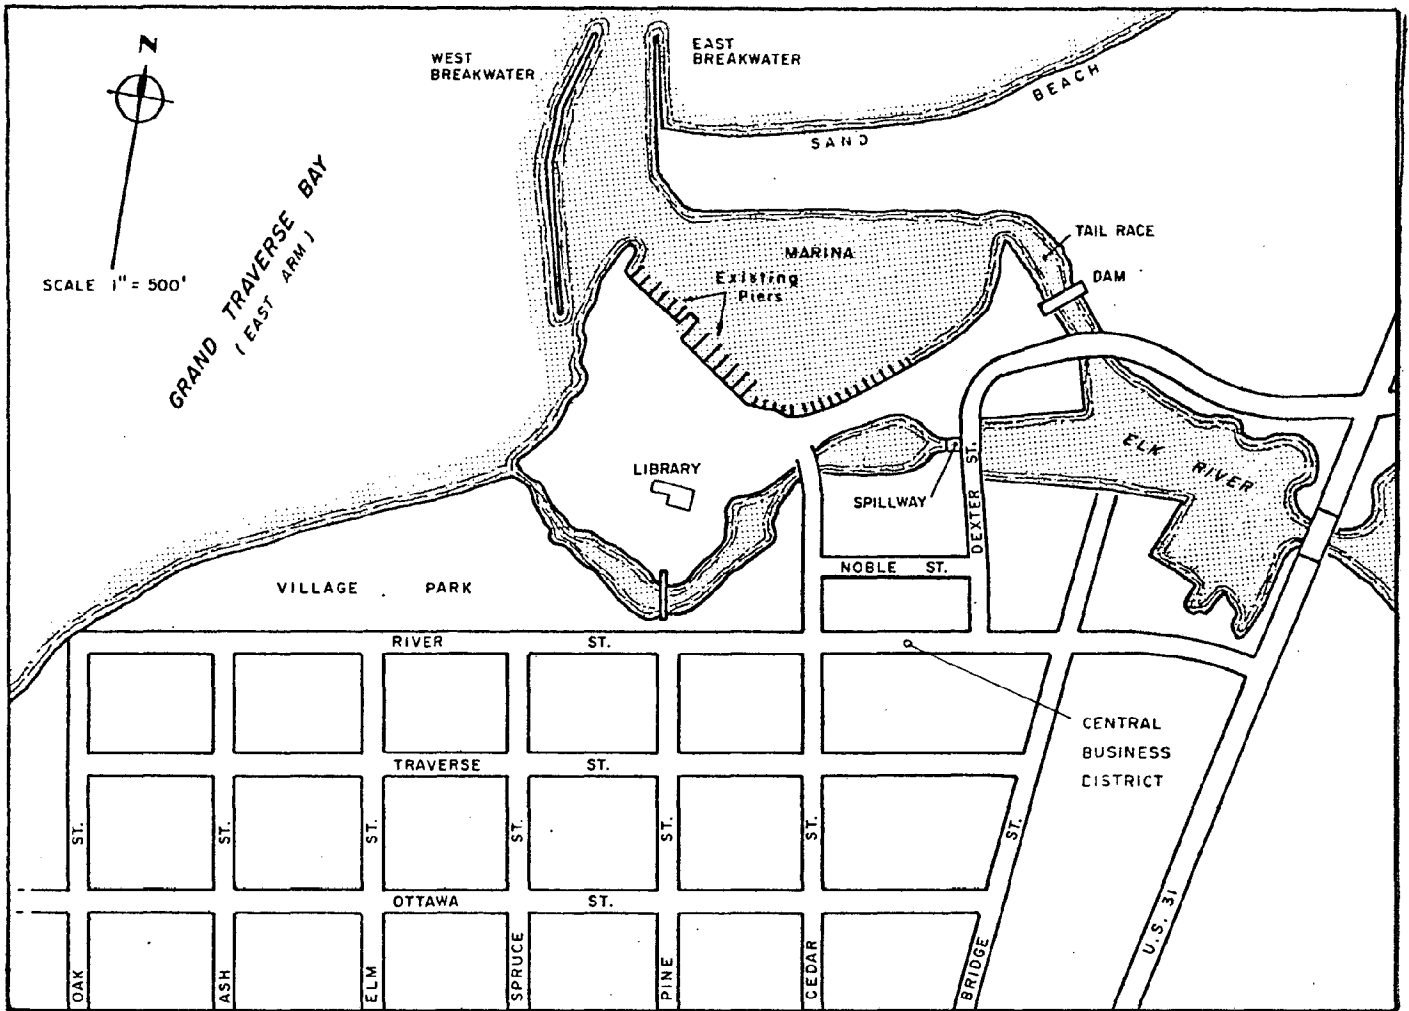 N
WEST
BREAKWATER
EAST
BREAKWATER
SAND BEACH
GRAND TRAVERSE BAY
( EAST ARM )
SCALE 1" = 500'
MARINA
Existing
Piers
TAIL RACE
DAM
ELK RIVER
LIBRARY
SPILLWAY
DEXTER ST.
NOBLE ST.
VILLAGE PARK
RIVER ST.
CENTRAL
BUSINESS
DISTRICT
TRAVERSE ST.
OTTAWA ST.
OAK ST.
ASH ST.
ELM ST.
SPRUCE ST.
PINE ST.
CEDAR ST.
BRIDGE ST.
U.S. 31